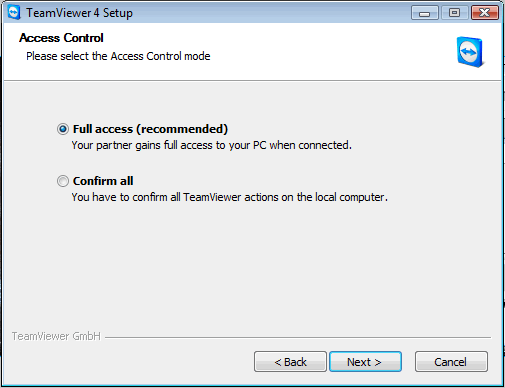 TeamViewer 4 Setup
Access Control
Please select the Access Control mode
Full access (recommended)
Your partner gains full access to your PC when connected.
Confirm all
You have to confirm all TeamViewer actions on the local computer.
TeamViewer GmbH
< Back Next > Cancel